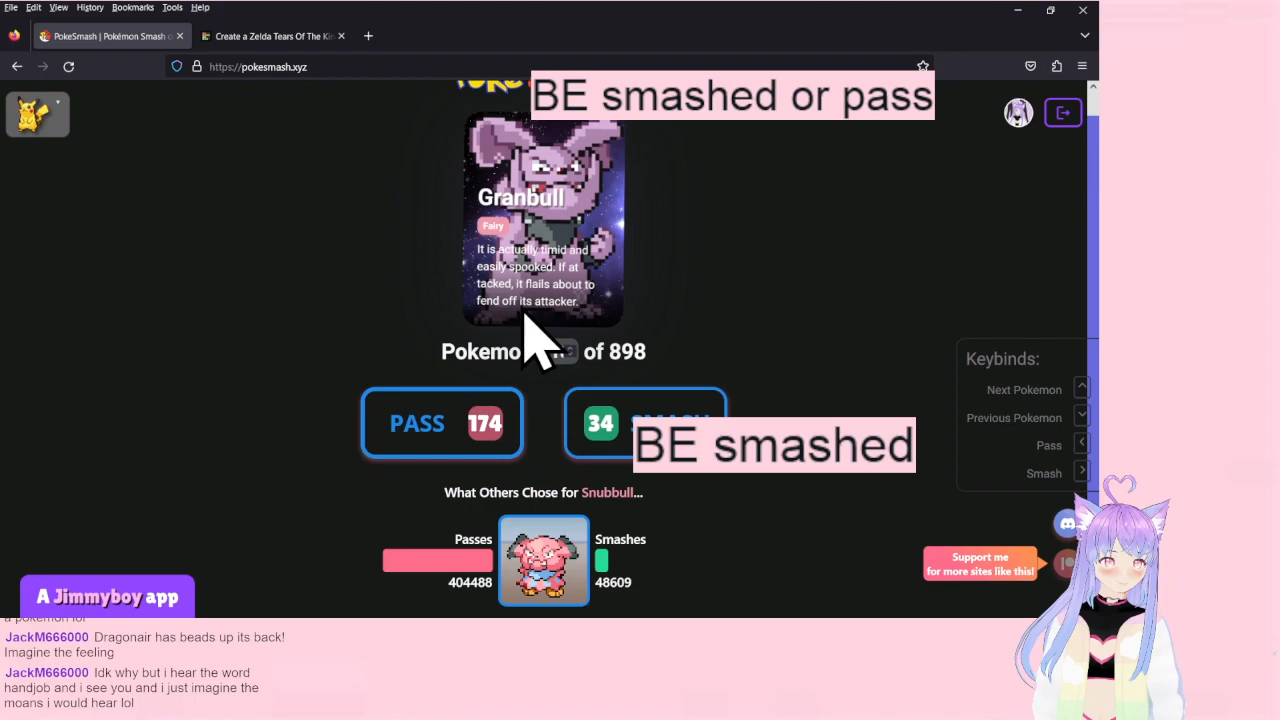 File Edit View History Bookmarks Tools Help
PokeSmash | Pokémon Smash o
Create a Zelda Tears Of The Kin
https://pokesmash.xyz
BE smashed or pass
Granbull
Fairy
It is actually timid and
easily spooked. If at
tacked, it flails about to
fend off its attacker.
Pokemo of 898
PASS 174
34 SMASH
BE smashed
Keybinds:
Next Pokemon
Previous Pokemon
Pass
Smash
What Others Chose for Snubbull...
Passes
404488
Smashes
48609
Support me
for more sites like this!
A Jimmyboy app
a pokemon lol
JackM666000 Dragonair has beads up its back!
Imagine the feeling
JackM666000 Idk why but i hear the word
handjob and i see you and i just imagine the
moans i would hear lol